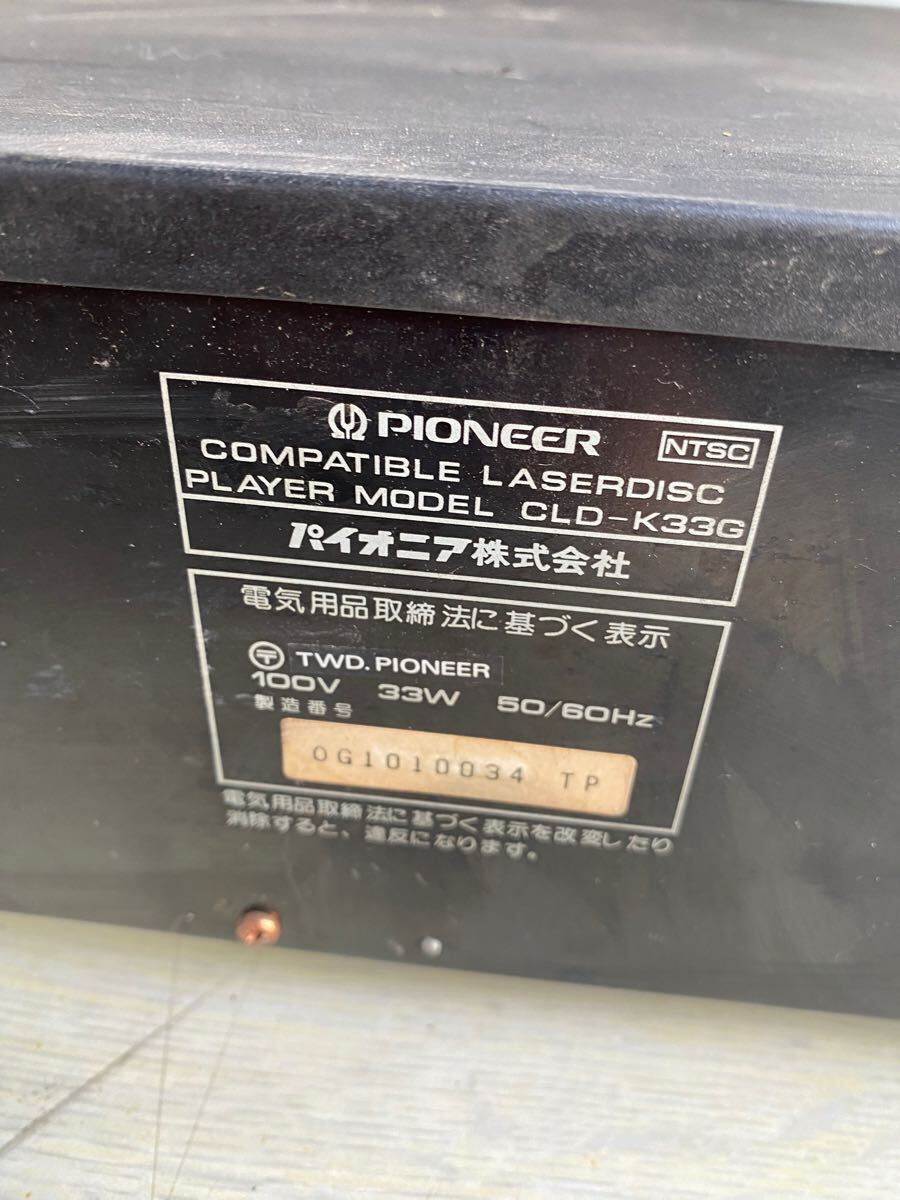 PIONEER NTSC
COMPATIBLE LASERDISC
PLAYER MODEL CLD-K33G
パイオニア株式会社
電気用品取締法に基づく表示
〒 TWD. PIONEER
100V 33W 50/60Hz
製造番号
OG1010034 TP
電気用品取締法に基づく表示を改変したり
消除すると、違反になります。